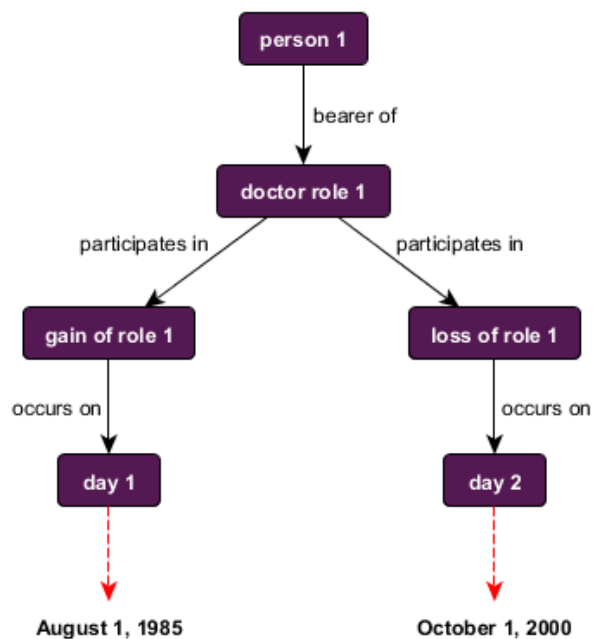 person 1
bearer of
doctor role 1
participates in
participates in
gain of role 1
loss of role 1
occurs on
occurs on
day 1
day 2
August 1, 1985
October 1, 2000